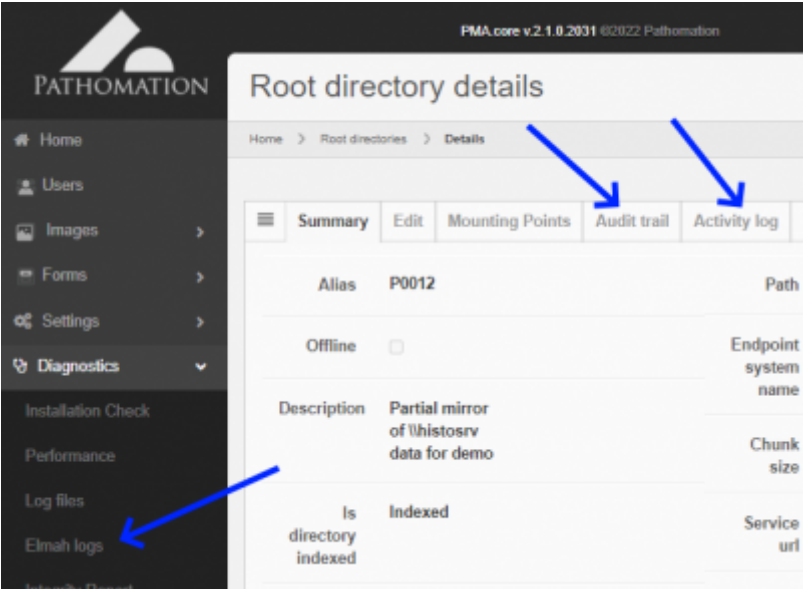 PATHOMATION
Home
Users
Images
Forms
Settings
Diagnostics
Installation Check
Performance
Log files
Elmah logs
Integrity Report
PMA.core v.2.1.0.2031 ©2022 Pathomation
Root directory details
Home > Root directories > Details
Summary Edit Mounting Points Audit trail Activity log
Alias P0012
Offline
Description Partial mirror
of \\histosrv
data for demo
Is
directory
indexed
Indexed
Path
Endpoint
system
name
Chunk
size
Service
url